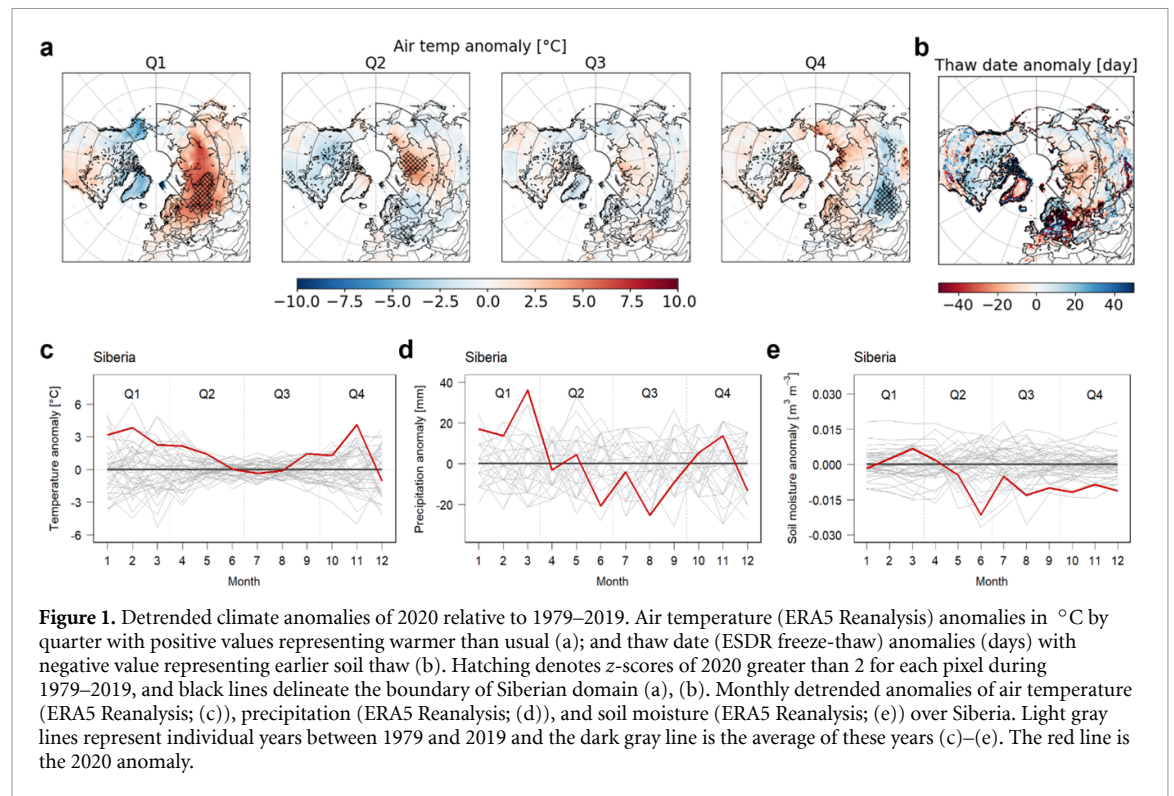 a
Air temp anomaly [°C]
Q1
Q2
Q3
Q4
−10.0 −7.5 −5.0 −2.5 0.0 2.5 5.0 7.5 10.0
b
Thaw date anomaly [day]
−40 −20 0 20 40
c
Siberia
Temperature anomaly [°C]
Q1 Q2 Q3 Q4
6
3
0
-3
-6
1 2 3 4 5 6 7 8 9 10 11 12
Month
d
Siberia
Precipitation anomaly [mm]
Q1 Q2 Q3 Q4
40
20
0
-20
1 2 3 4 5 6 7 8 9 10 11 12
Month
e
Siberia
Soil moisture anomaly [m³ m⁻³]
Q1 Q2 Q3 Q4
0.030
0.015
0.000
-0.015
-0.030
1 2 3 4 5 6 7 8 9 10 11 12
Month
Figure 1. Detrended climate anomalies of 2020 relative to 1979–2019. Air temperature (ERA5 Reanalysis) anomalies in °C by
quarter with positive values representing warmer than usual (a); and thaw date (ESDR freeze-thaw) anomalies (days) with
negative value representing earlier soil thaw (b). Hatching denotes z-scores of 2020 greater than 2 for each pixel during
1979–2019, and black lines delineate the boundary of Siberian domain (a), (b). Monthly detrended anomalies of air temperature
(ERA5 Reanalysis; (c)), precipitation (ERA5 Reanalysis; (d)), and soil moisture (ERA5 Reanalysis; (e)) over Siberia. Light gray
lines represent individual years between 1979 and 2019 and the dark gray line is the average of these years (c)–(e). The red line is
the 2020 anomaly.